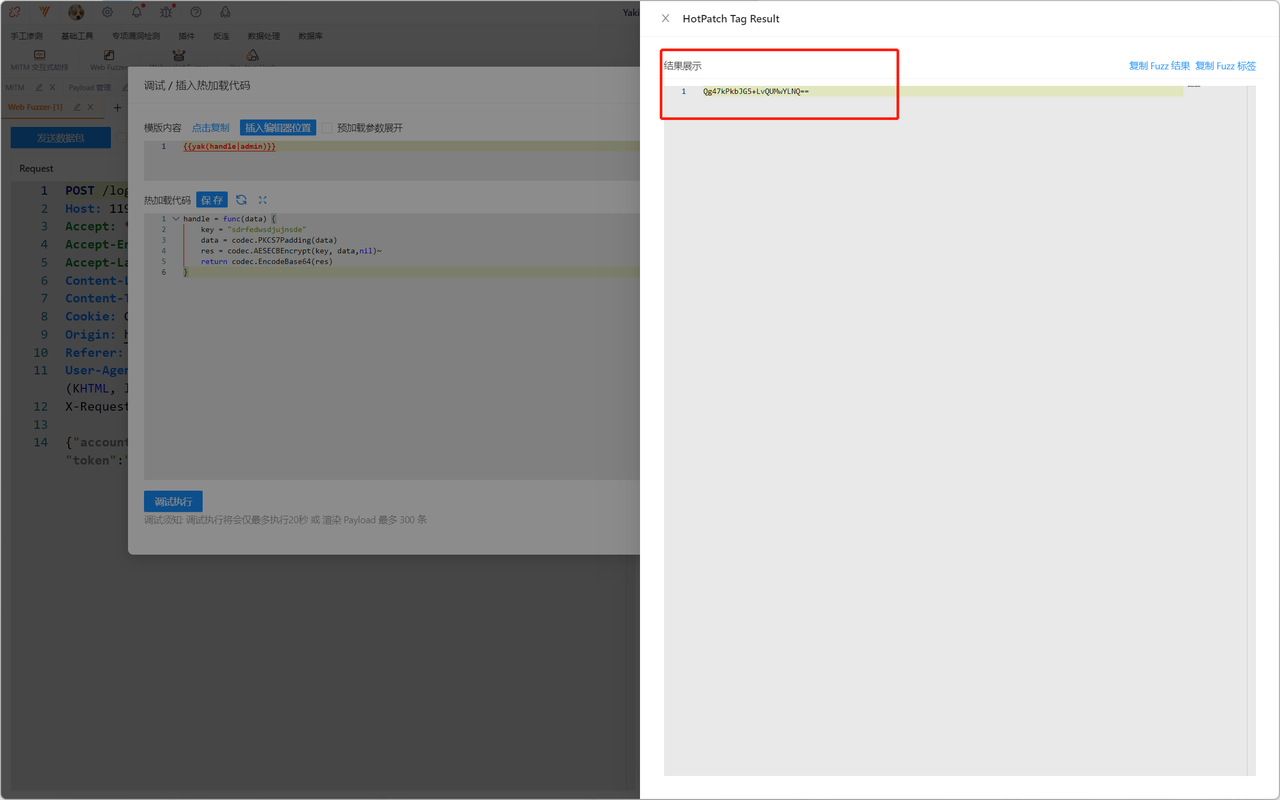 Yaki
手工渗透 基础工具 专项漏洞检测 插件 反连 数据处理 数据库
MITM 交互式劫持 Web Fuzzer
MITM Payload 管理
Web Fuzzer-[1]
发送数据包
Request
1 POST /log
2 Host: 119
3 Accept: *
4 Accept-En
5 Accept-La
6 Content-L
7 Content-T
8 Cookie:
9 Origin: h
10 Referer:
11 User-Agen
(KHTML,
12 X-Request
13
14 {"account
"token":"
调试 / 插入热加载代码
模版内容 点击复制 插入编辑器位置 预加载参数展开
1 {{yak(handle|admin)}}
热加载代码 保 存
1 handle = func(data) {
2 key = "sdrfedwsdjujnsde"
3 data = codec.PKCS7Padding(data)
4 res = codec.AESECBEncrypt(key, data,nil)~
5 return codec.EncodeBase64(res)
6 }
调试执行
调试须知: 调试执行将会仅最多执行20秒 或 渲染 Payload 最多 300 条
HotPatch Tag Result
结果展示 复制 Fuzz 结果 复制 Fuzz 标签
1 Qg47kPkbJG5+LvQUMwYLNQ==